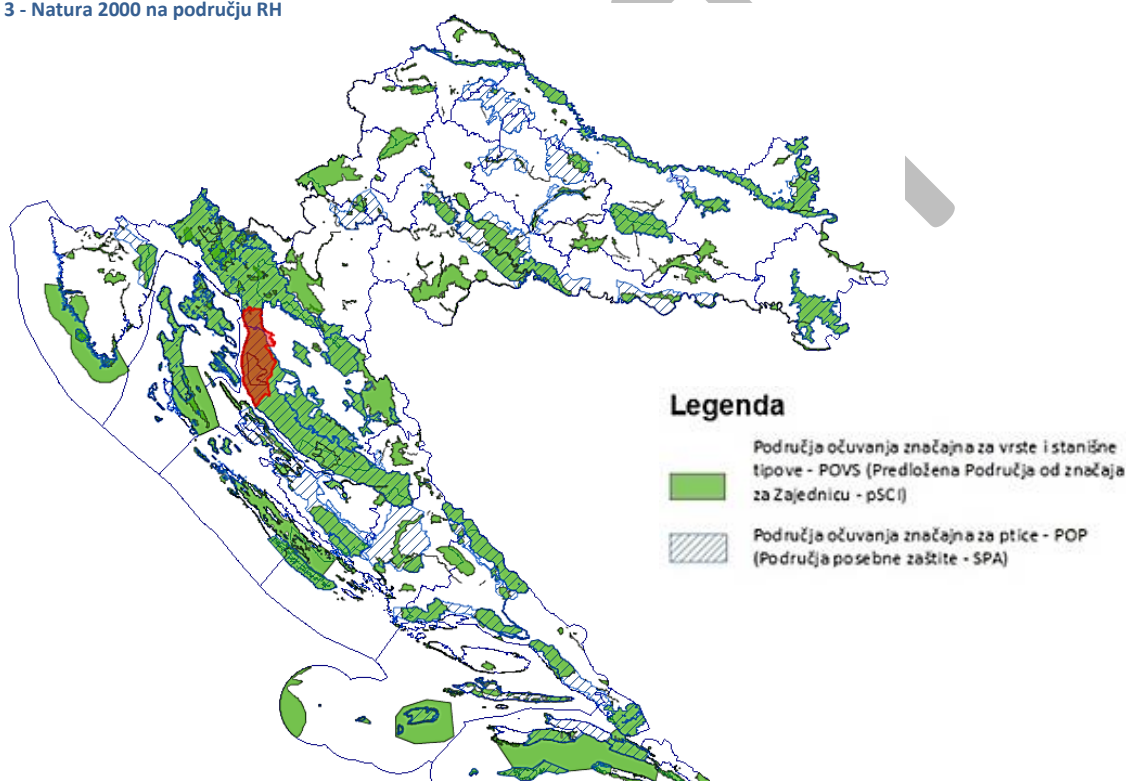 3 - Natura 2000 na području RH
Legenda
Područja očuvanja značajna za vrste i stanišne
tipove - POVS (Predložena Područja od značaja
za Zajednicu - pSCI)
Područja očuvanja značajna za ptice - POP
(Područja posebne zaštite - SPA)